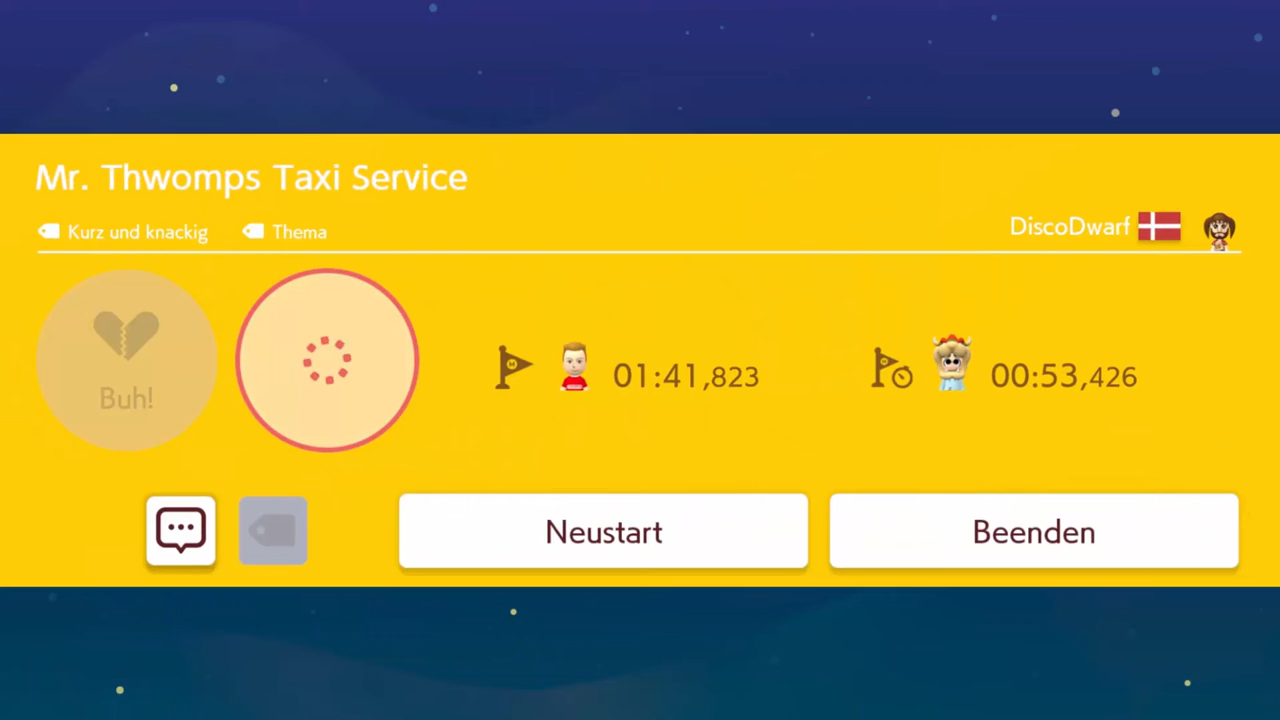 Mr. Thwomps Taxi Service
Kurz und knackig Thema
DiscoDwarf
Buh!
01:41,823
00:53,426
Neustart
Beenden